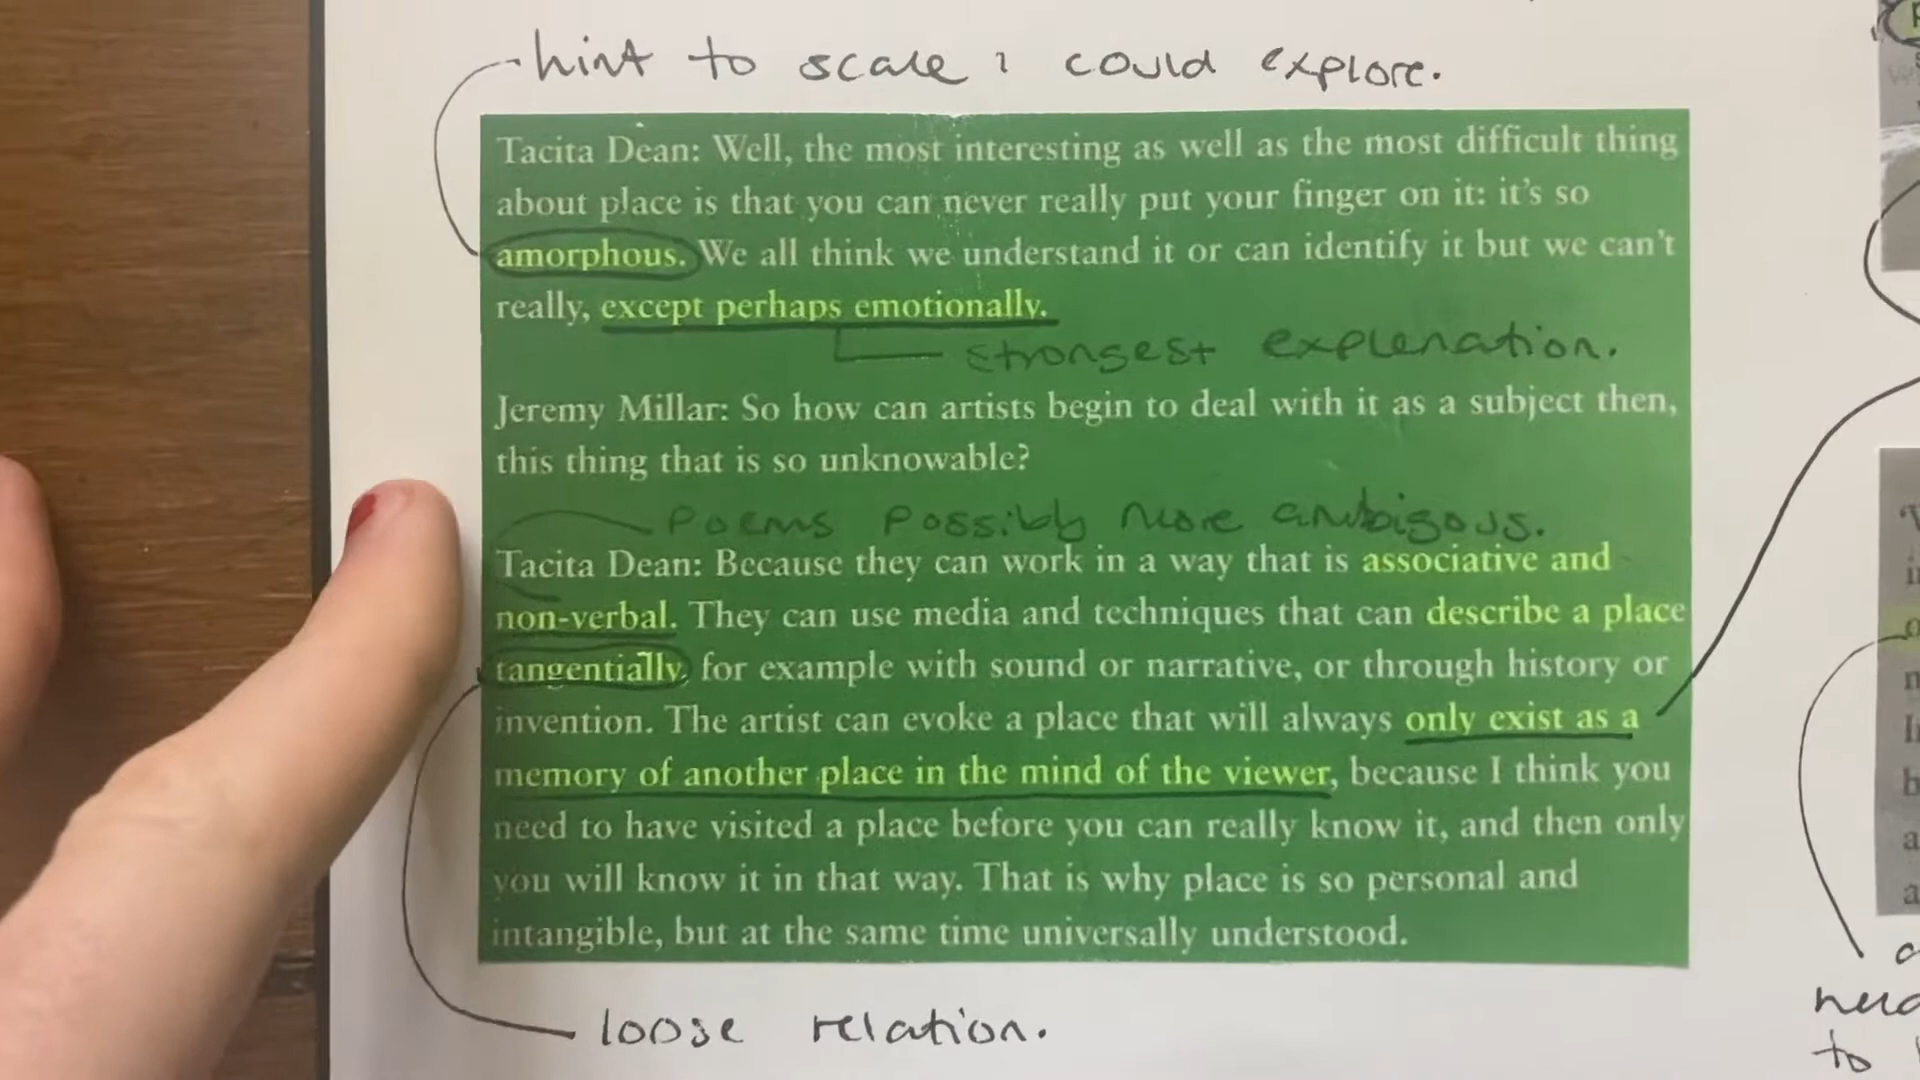 hint to scale i could explore.
Tacita Dean: Well, the most interesting as well as the most difficult thing
about place is that you can never really put your finger on it: it's so
amorphous. We all think we understand it or can identify it but we can't
really, except perhaps emotionally.
strongest explenation.
Jeremy Millar: So how can artists begin to deal with it as a subject then,
this thing that is so unknowable?
Poems possibly more ambigous.
Tacita Dean: Because they can work in a way that is associative and
non-verbal. They can use media and techniques that can describe a place
tangentially, for example with sound or narrative, or through history or
invention. The artist can evoke a place that will always only exist as a
memory of another place in the mind of the viewer, because I think you
need to have visited a place before you can really know it, and then only
you will know it in that way. That is why place is so personal and
intangible, but at the same time universally understood.
loose relation.
to